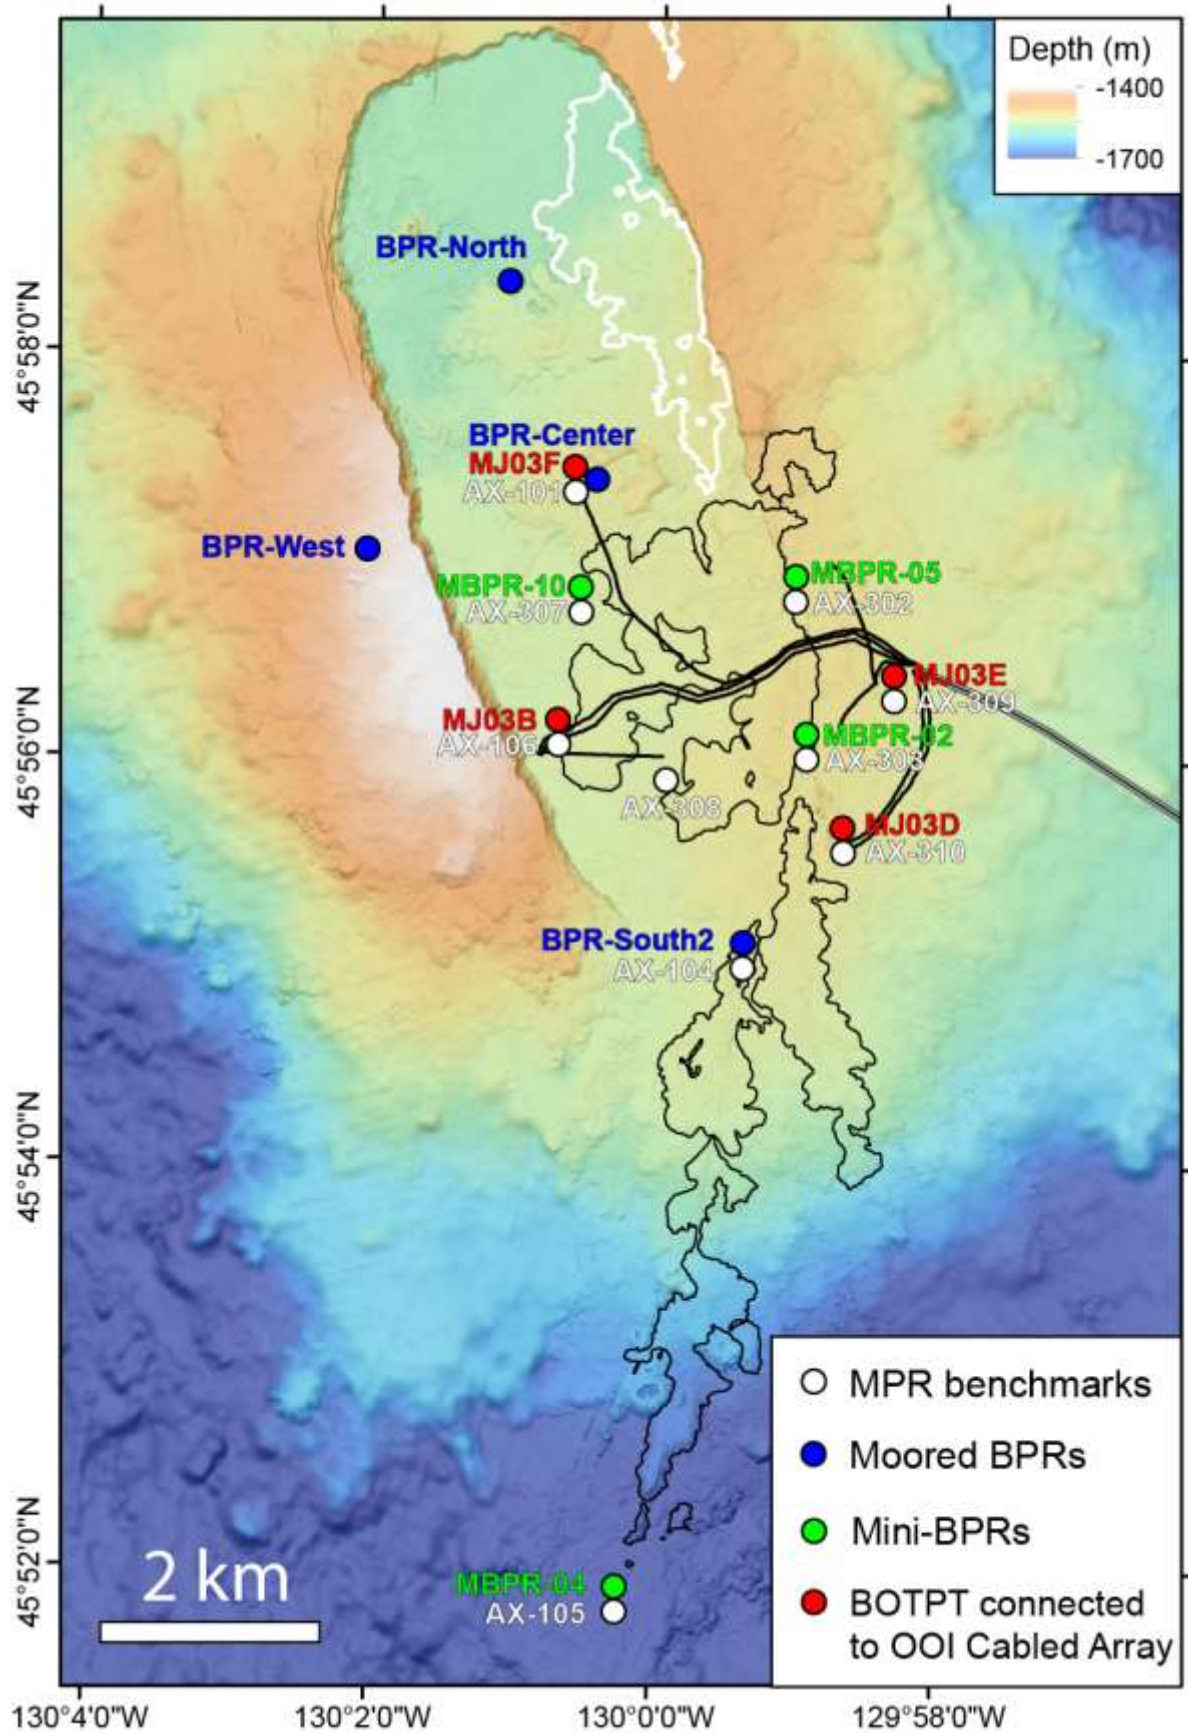 Depth (m)
-1400
-1700
BPR-North
45°58'0"N
BPR-Center
MJ03F
AX-101
BPR-West
MBPR-10
MBPR-05
AX-307
AX-302
MJ03E
AX-309
MJ03B
AX-106
MBPR-02
AX-303
45°56'0"N
AX-308
MJ03D
AX-310
BPR-South2
AX-104
45°54'0"N
MPR benchmarks
Moored BPRs
Mini-BPRs
BOTPT connected
to OOI Cabled Array
45°52'0"N
2 km
MBPR-04
AX-105
130°4'0"W
130°2'0"W
130°0'0"W
129°58'0"W